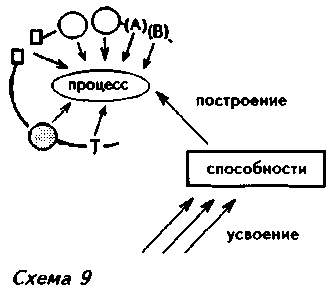 (А) (В)
процесс
построение
Т
способности
усвоение
Схема 9